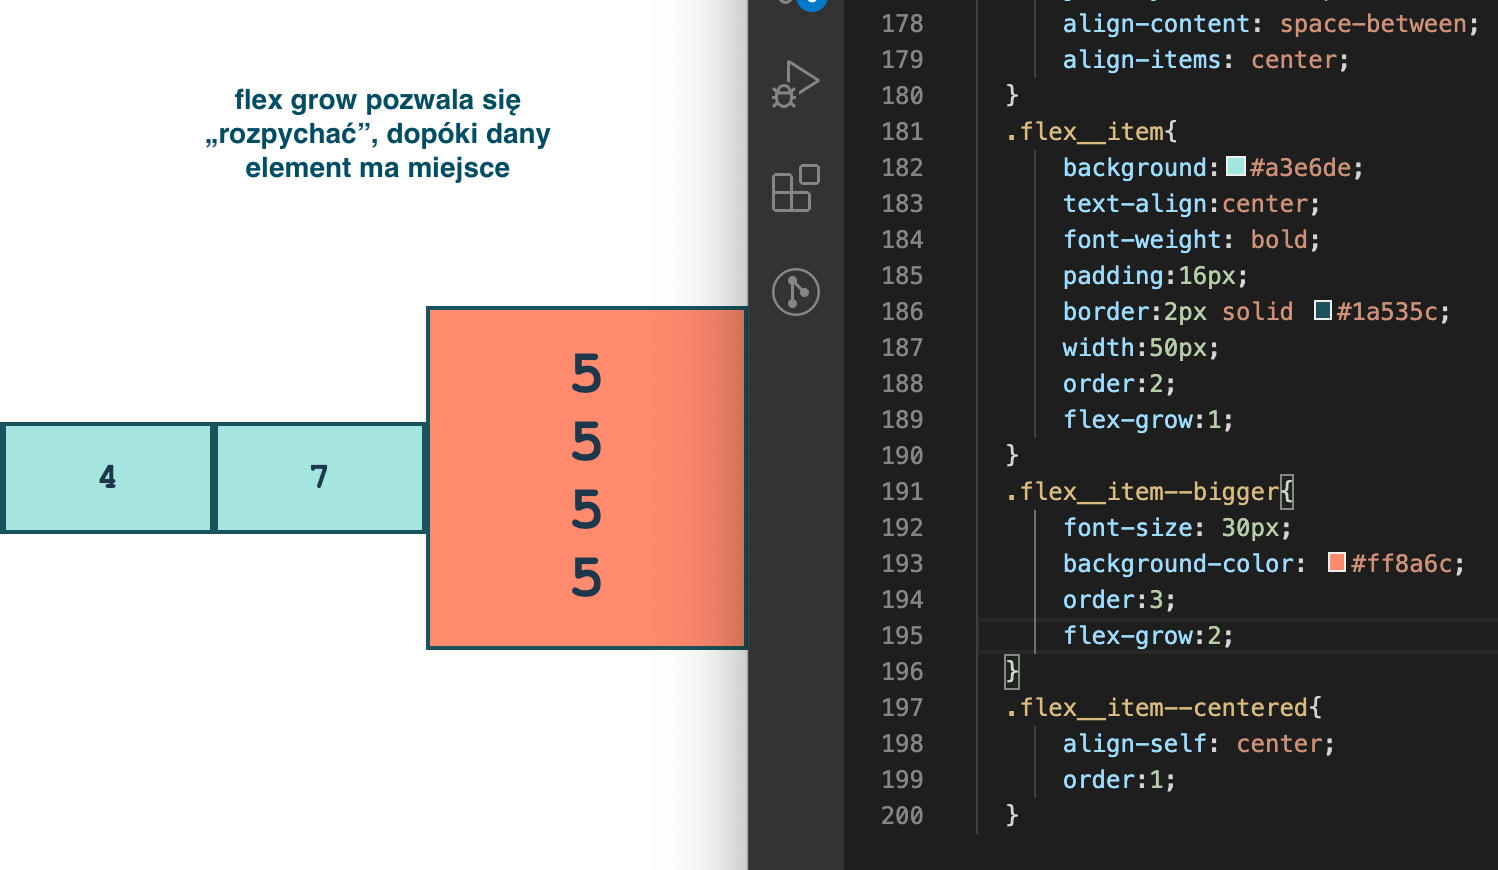 flex grow pozwala się
„rozpychać”, dopóki dany
element ma miejsce
4
7
5
5
5
5
178 align-content: space-between;
179 align-items: center;
180 }
181 .flex__item{
182 background:#a3e6de;
183 text-align:center;
184 font-weight: bold;
185 padding:16px;
186 border:2px solid #1a535c;
187 width:50px;
188 order:2;
189 flex-grow:1;
190 }
191 .flex__item--bigger{
192 font-size: 30px;
193 background-color: #ff8a6c;
194 order:3;
195 flex-grow:2;
196 }
197 .flex__item--centered{
198 align-self: center;
199 order:1;
200 }